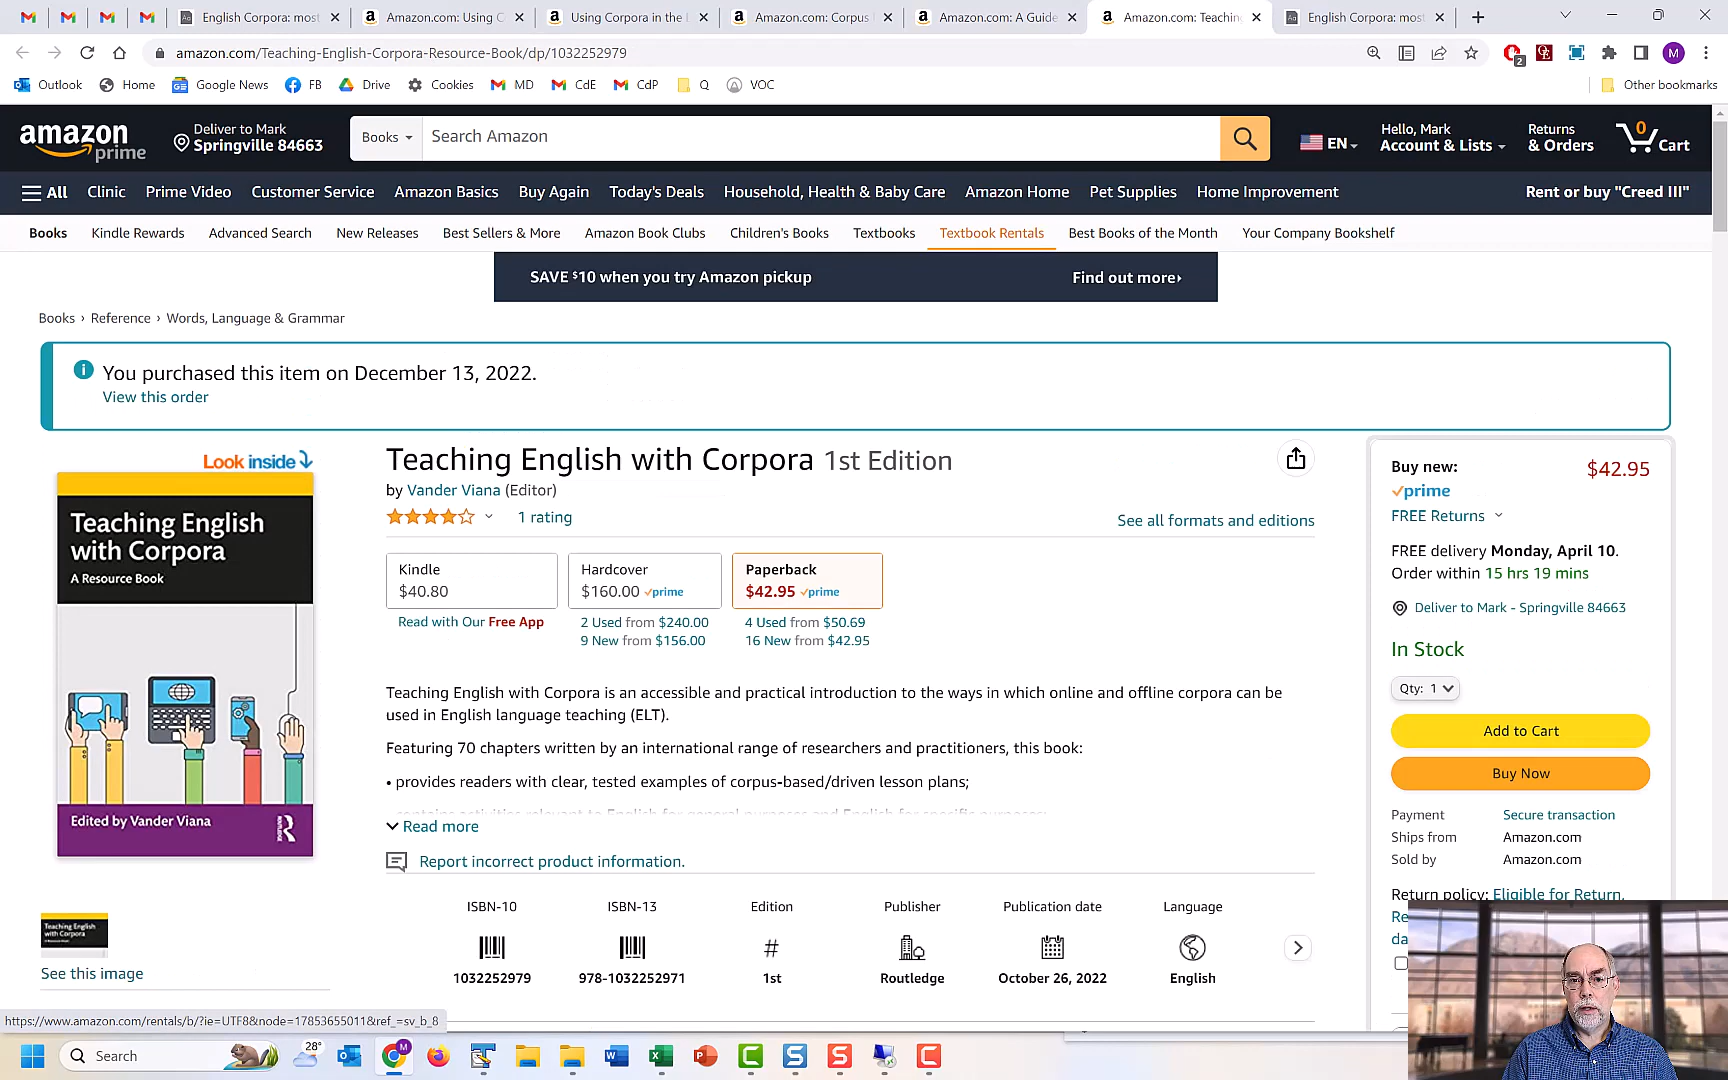 English Corpora: most
Amazon.com: Using C
Using Corpora in the
Amazon.com: Corpus
Amazon.com: A Guide
Amazon.com: Teaching
English Corpora: most
amazon.com/Teaching-English-Corpora-Resource-Book/dp/1032252979
2
M
Outlook Home Google News FB Drive Cookies MD CdE CdP Q VOC Other bookmarks
amazon prime
Deliver to Mark
Springville 84663
Books
Search Amazon
EN
Hello, Mark
Account & Lists
Returns
& Orders
0
Cart
All Clinic Prime Video Customer Service Amazon Basics Buy Again Today's Deals Household, Health & Baby Care Amazon Home Pet Supplies Home Improvement Rent or buy "Creed III"
Books Kindle Rewards Advanced Search New Releases Best Sellers & More Amazon Book Clubs Children's Books Textbooks Textbook Rentals Best Books of the Month Your Company Bookshelf
SAVE $10 when you try Amazon pickup Find out more
Books › Reference › Words, Language & Grammar
You purchased this item on December 13, 2022.
View this order
Look inside
Teaching English
with Corpora
A Resource Book
Edited by Vander Viana
R
See this image
Teaching English with Corpora 1st Edition
by Vander Viana (Editor)
1 rating
See all formats and editions
Kindle
$40.80
Read with Our Free App
Hardcover
$160.00 prime
2 Used from $240.00
9 New from $156.00
Paperback
$42.95 prime
4 Used from $50.69
16 New from $42.95
Teaching English with Corpora is an accessible and practical introduction to the ways in which online and offline corpora can be
used in English language teaching (ELT).
Featuring 70 chapters written by an international range of researchers and practitioners, this book:
• provides readers with clear, tested examples of corpus-based/driven lesson plans;
• contains activities relevant to English for general purposes and English for specific purposes;
Read more
Report incorrect product information.
ISBN-10
1032252979
ISBN-13
978-1032252971
Edition
#
1st
Publisher
Routledge
Publication date
October 26, 2022
Language
English
Buy new: $42.95
prime
FREE Returns
FREE delivery Monday, April 10.
Order within 15 hrs 19 mins
Deliver to Mark - Springville 84663
In Stock
Qty: 1
Add to Cart
Buy Now
Payment Secure transaction
Ships from Amazon.com
Sold by Amazon.com
Return policy: Eligible for Return,
Re
da
https://www.amazon.com/rentals/b/?ie=UTF8&node=17853655011&ref_=sv_b_8
Search
28°